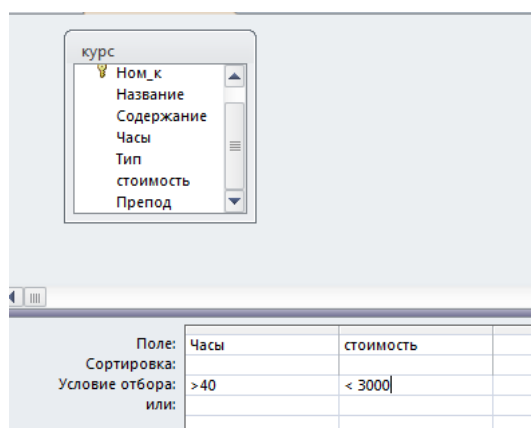 курс
Ном_к
Название
Содержание
Часы
Тип
стоимость
Препод
Поле: Часы стоимость
Сортировка:
Условие отбора: >40 < 3000
или: